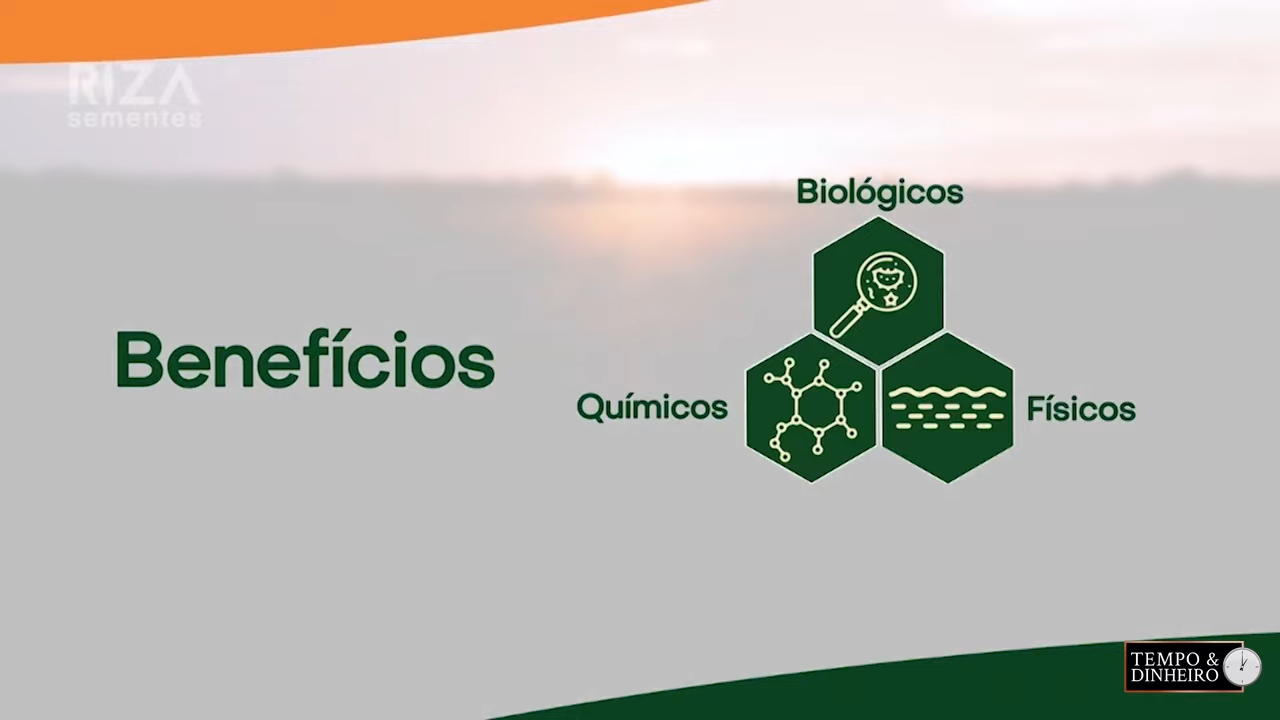 RIZA
sementes
Biológicos
Benefícios
Químicos
Físicos
TEMPO &
DINHEIRO